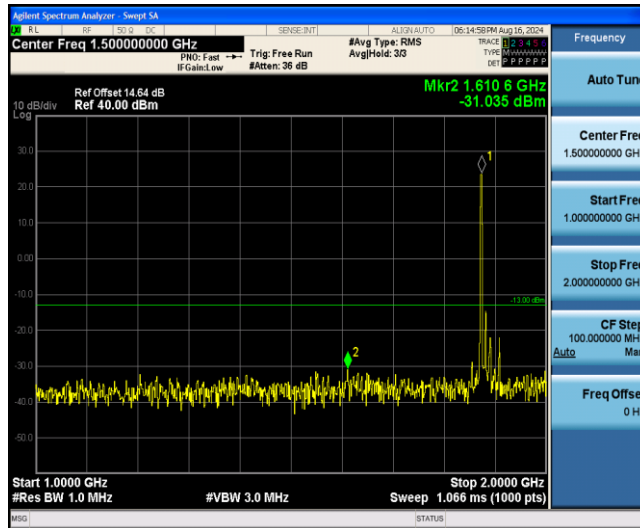 Agilent Spectrum Analyzer - Swept SA
RL RF 50 Ω DC SENSE:INT ALIGN AUTO 06:14:58PM Aug 16, 2024
Center Freq 1.500000000 GHz
PNO: Fast
IFGain:Low
Trig: Free Run
#Atten: 36 dB
#Avg Type: RMS
Avg|Hold: 3/3
TRACE 1 2 3 4 5 6
TYPE
DET P P P P P P
Mkr2 1.610 6 GHz
-31.035 dBm
Ref Offset 14.64 dB
Ref 40.00 dBm
10 dB/div
Log
30.0
20.0
10.0
0.00
-10.0
-20.0
-30.0
-40.0
-50.0
1
2
-13.00 dBm
Start 1.0000 GHz
Stop 2.0000 GHz
#Res BW 1.0 MHz
#VBW 3.0 MHz
Sweep 1.066 ms (1000 pts)
MSG
STATUS
Frequency
Auto Tun
Center Fre
1.500000000 GH
Start Fre
1.000000000 GH
Stop Fre
2.000000000 GH
CF Step
100.000000 MH
Auto Ma
Freq Offse
0 H